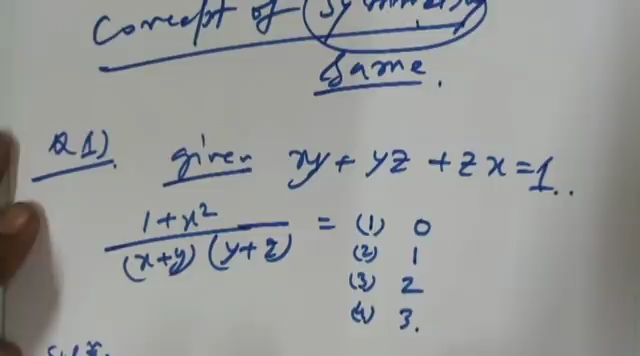 Concept of Symmetry
Same.
Q1). given xy + yz + zx = 1..
1+x²
(x+y) (y+z)
= (1) 0
(2) 1
(3) 2
(4) 3.